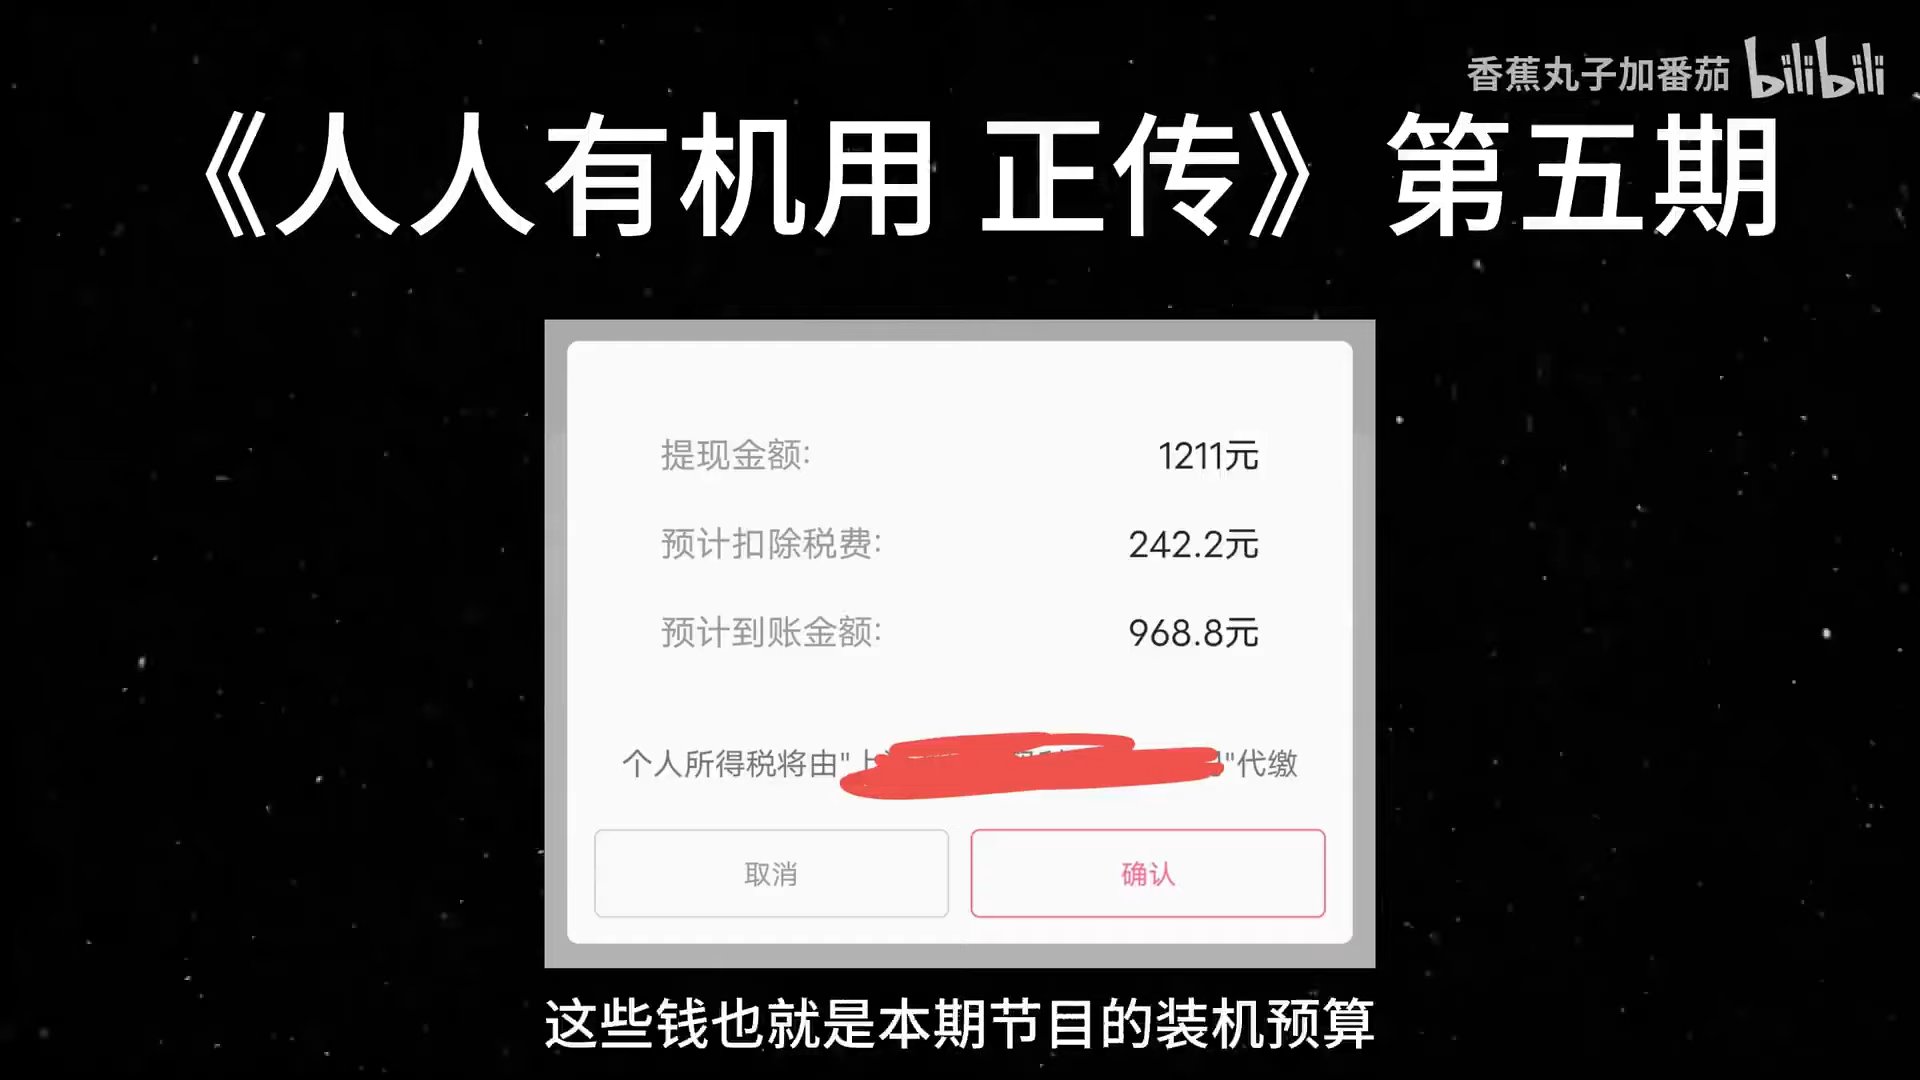 香蕉丸子加番茄 bilibili
《人人有机用 正传》第五期
提现金额: 1211元
预计扣除税费: 242.2元
预计到账金额: 968.8元
个人所得税将由"上 "代缴
取消 确认
这些钱也就是本期节目的装机预算